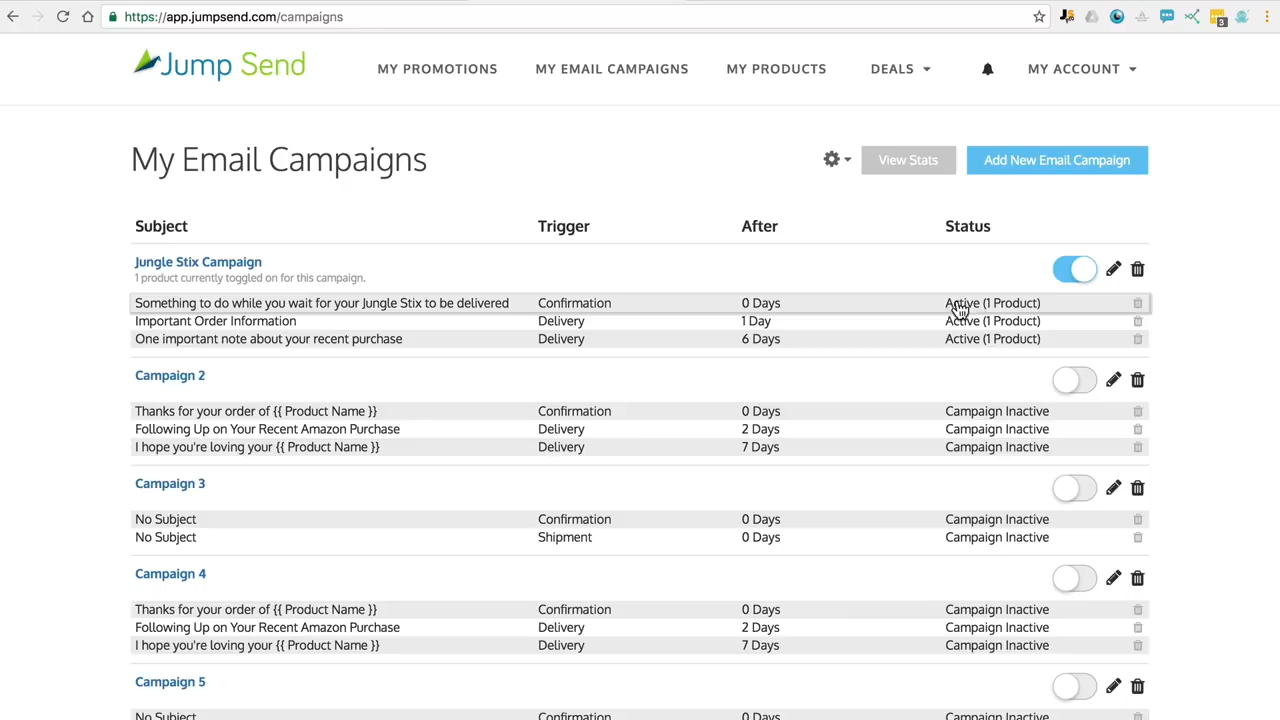 https://app.jumpsend.com/campaigns
3
Jump Send
MY PROMOTIONS MY EMAIL CAMPAIGNS MY PRODUCTS DEALS MY ACCOUNT
My Email Campaigns
View Stats Add New Email Campaign
Subject Trigger After Status
Jungle Stix Campaign
1 product currently toggled on for this campaign.
Something to do while you wait for your Jungle Stix to be delivered Confirmation 0 Days Active (1 Product)
Important Order Information Delivery 1 Day Active (1 Product)
One important note about your recent purchase Delivery 6 Days Active (1 Product)
Campaign 2
Thanks for your order of {{ Product Name }} Confirmation 0 Days Campaign Inactive
Following Up on Your Recent Amazon Purchase Delivery 2 Days Campaign Inactive
I hope you're loving your {{ Product Name }} Delivery 7 Days Campaign Inactive
Campaign 3
No Subject Confirmation 0 Days Campaign Inactive
No Subject Shipment 0 Days Campaign Inactive
Campaign 4
Thanks for your order of {{ Product Name }} Confirmation 0 Days Campaign Inactive
Following Up on Your Recent Amazon Purchase Delivery 2 Days Campaign Inactive
I hope you're loving your {{ Product Name }} Delivery 7 Days Campaign Inactive
Campaign 5
No Subject Confirmation 0 Days Campaign Inactive